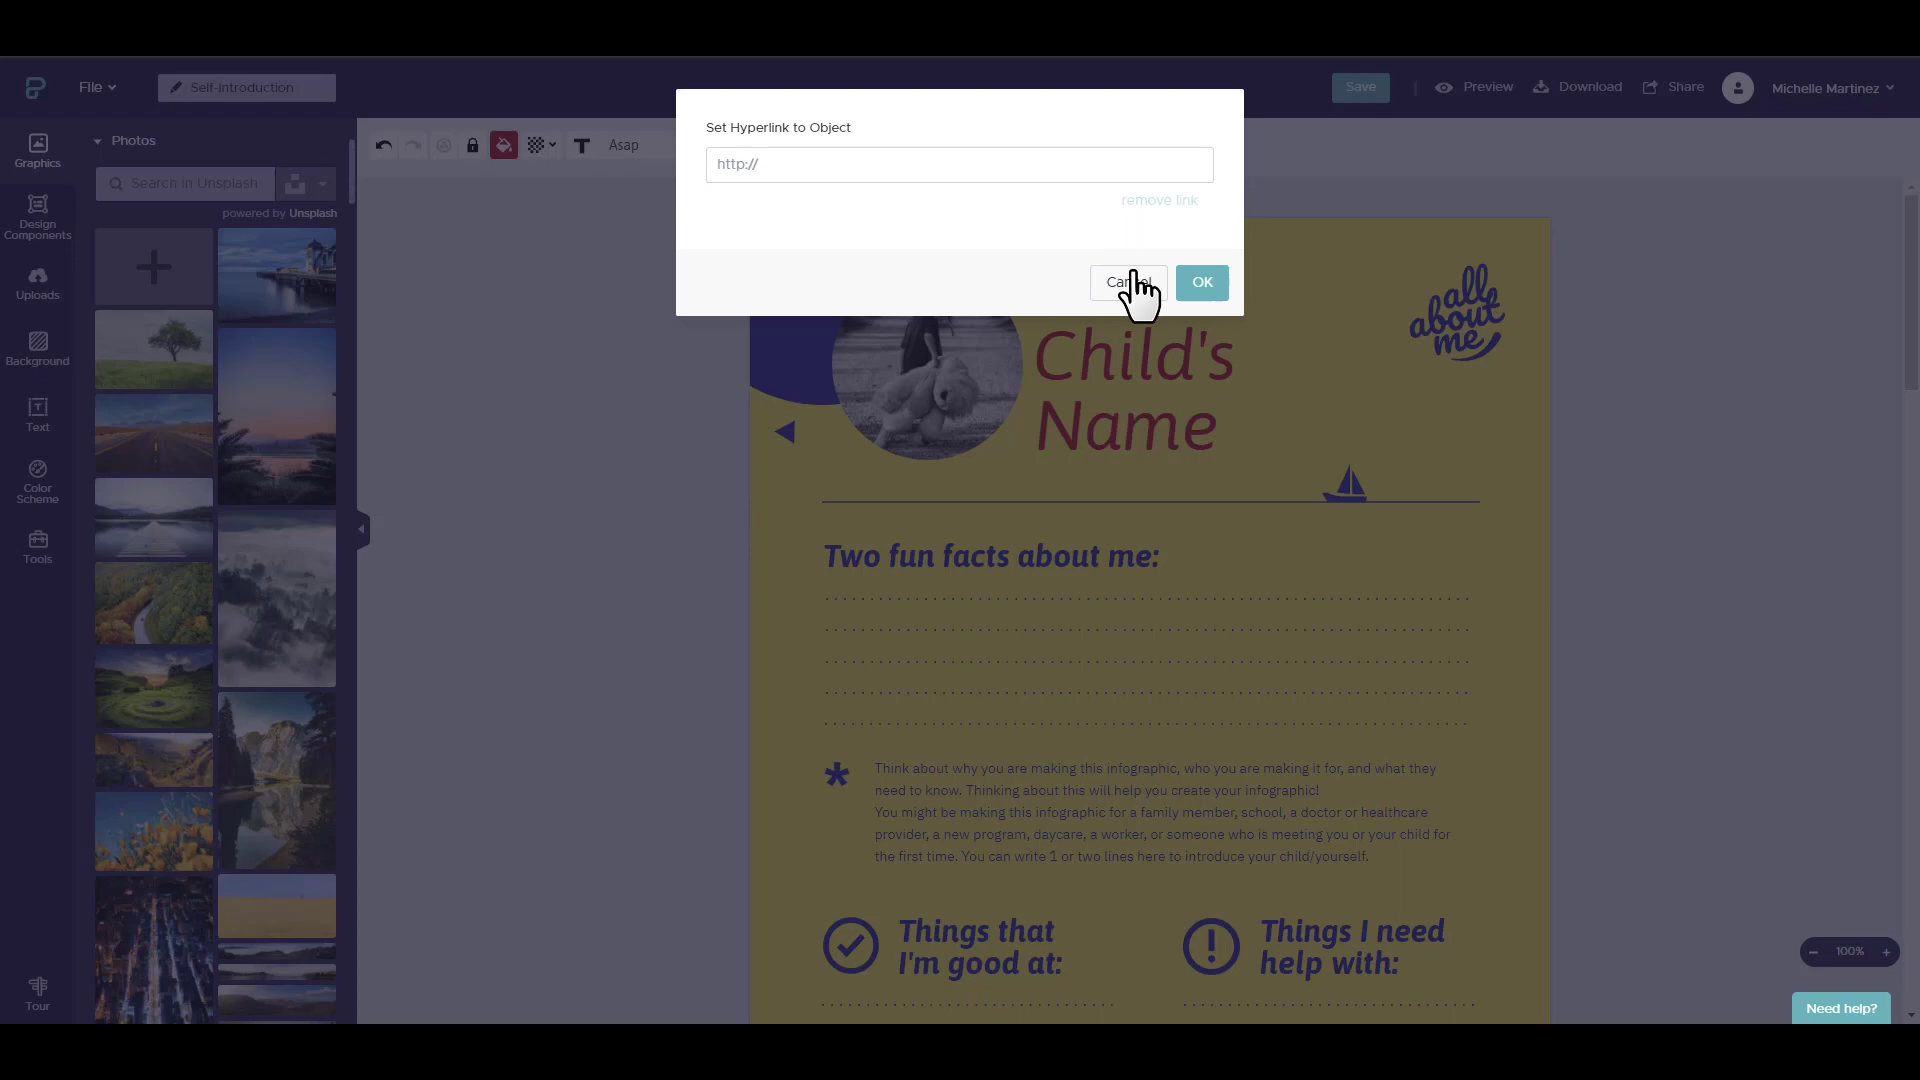 File
Self-Introduction
Save
Preview
Download
Share
Michelle Martinez
Graphics
Design
Components
Uploads
Background
Text
Color
Scheme
Tools
Tour
Photos
Search in Unsplash
powered by Unsplash
Asap
Set Hyperlink to Object
http://
remove link
Cancel
OK
all
about
me
Child's
Name
Two fun facts about me:
* Think about why you are making this infographic, who you are making it for, and what they
need to know. Thinking about this will help you create your infographic!
You might be making this infographic for a family member, school, a doctor or healthcare
provider, a new program, daycare, a worker, or someone who is meeting you or your child for
the first time. You can write 1 or two lines here to introduce your child/yourself.
Things that
I'm good at:
Things I need
help with:
100%
Need help?